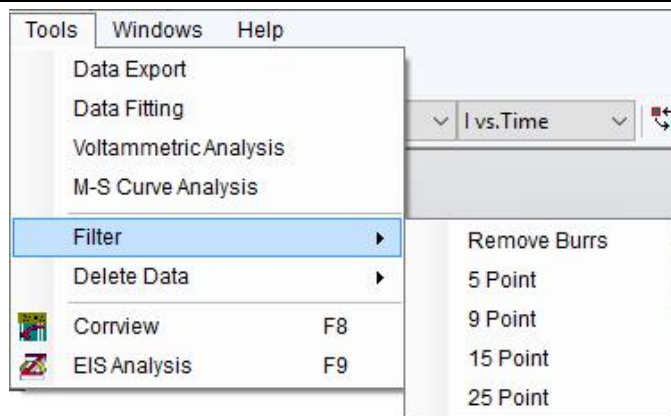 Tools Windows Help
Data Export
Data Fitting
I vs.Time
Voltammetric Analysis
M-S Curve Analysis
Filter
Remove Burrs
Delete Data
5 Point
Corrview F8
9 Point
EIS Analysis F9
15 Point
25 Point